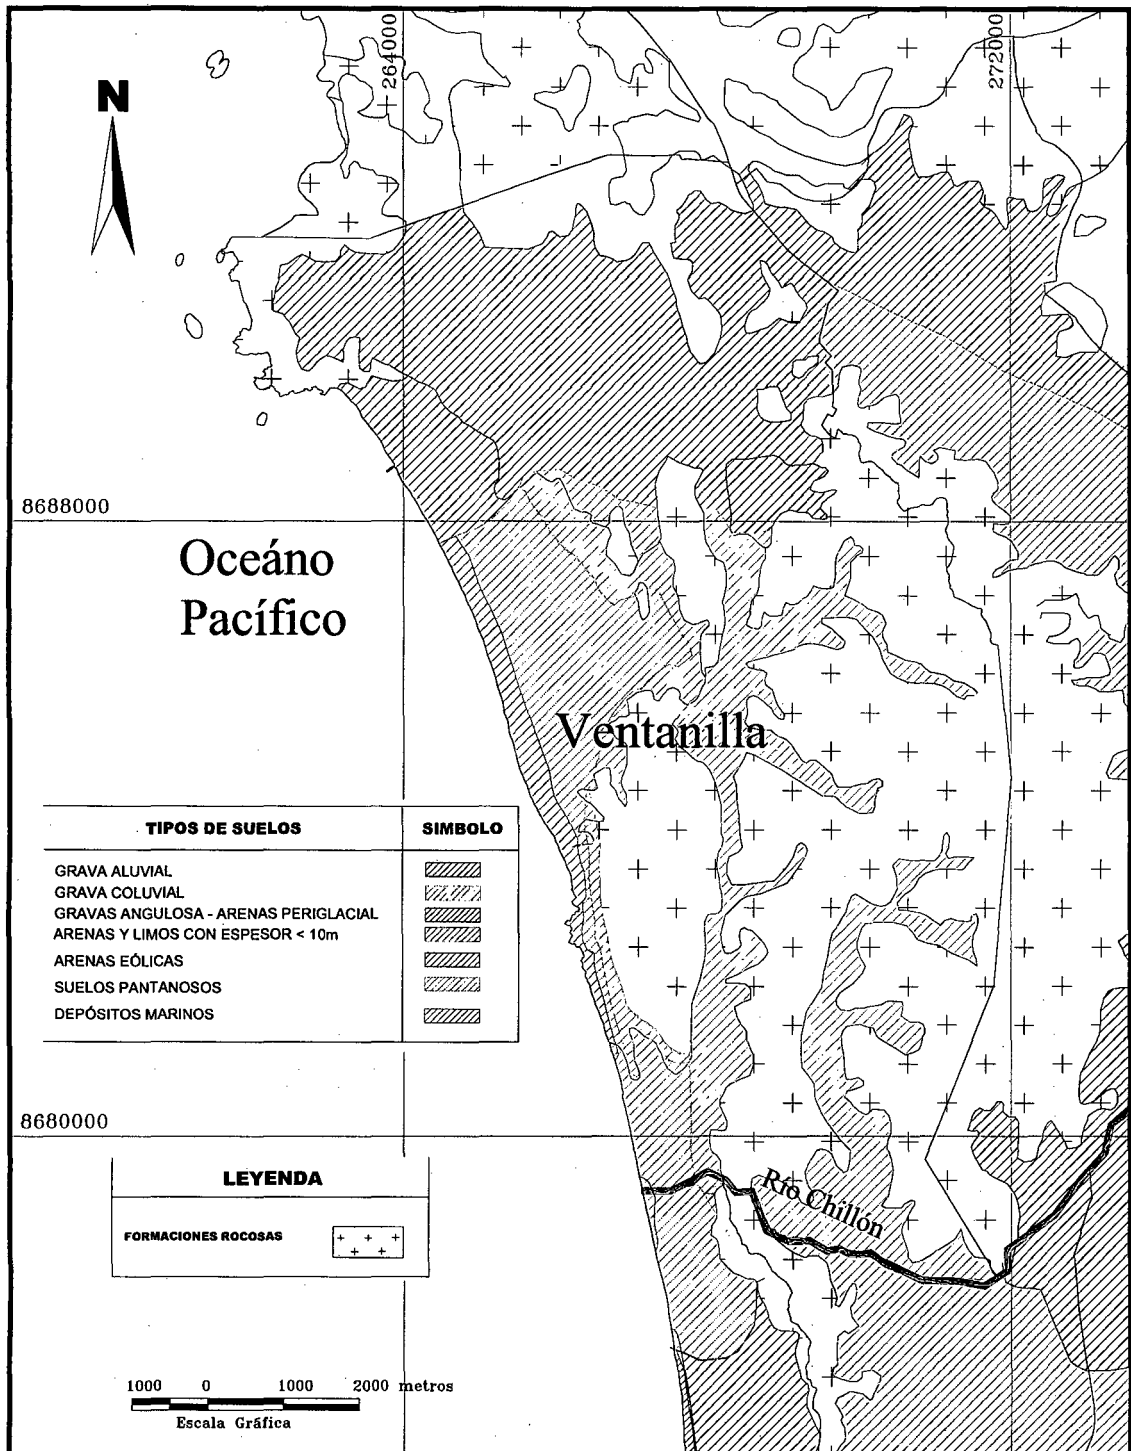 264000
272000
N
8688000
Oceáno
Pacífico
Ventanilla
TIPOS DE SUELOS SIMBOLO
GRAVA ALUVIAL
GRAVA COLUVIAL
GRAVAS ANGULOSA - ARENAS PERIGLACIAL
ARENAS Y LIMOS CON ESPESOR < 10m
ARENAS EÓLICAS
SUELOS PANTANOSOS
DEPÓSITOS MARINOS
8680000
LEYENDA
FORMACIONES ROCOSAS
Río Chillón
1000 0 1000 2000 metros
Escala Gráfica